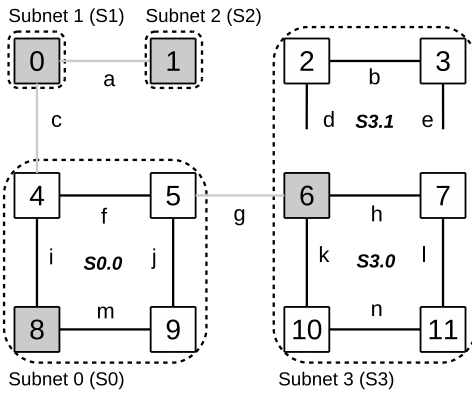 Subnet 1 (S1) Subnet 2 (S2)
0 a 1
2 b 3
c
d S3.1 e
4 f 5
g
6 h 7
i S0.0 j
k S3.0 l
8 m 9
10 n 11
Subnet 0 (S0) Subnet 3 (S3)